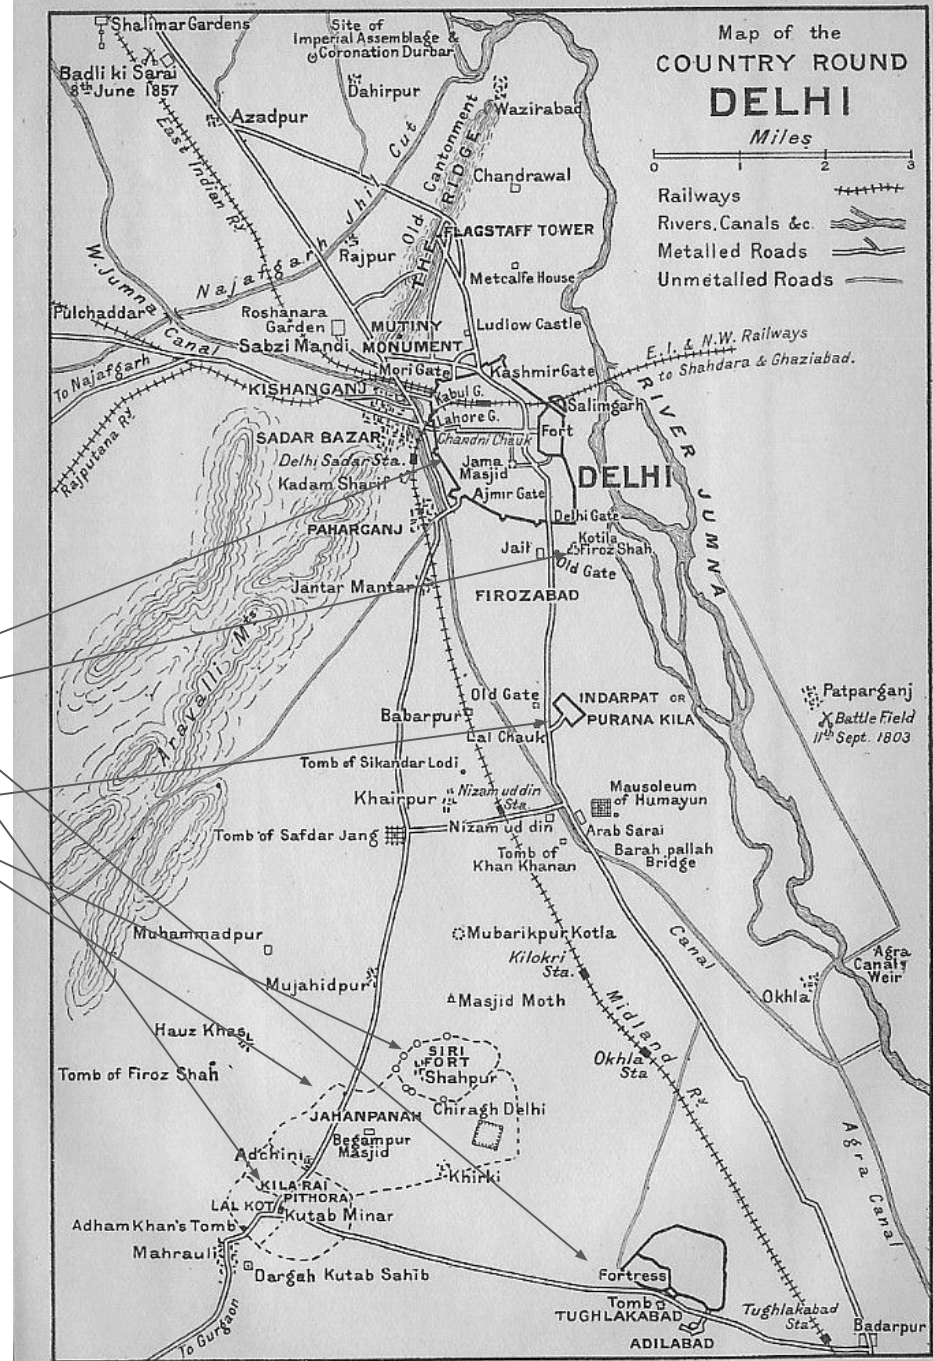 Map of the
COUNTRY ROUND
DELHI
Miles
0 1 2 3
Railways
Rivers, Canals &c.
Metalled Roads
Unmetalled Roads
Shalimar Gardens
Site of
Imperial Assemblage &
Coronation Durbar
Badli ki Sarai
8th June 1857
Dahirpur
Azadpur
Wazirabad
East Indian Ry
Najafgarh Jhil Cut
Old Cantonment
THE RIDGE
Chandrawal
FLAGSTAFF TOWER
Rajpur
Metcalfe House
W. Jumna Canal
Pulchaddar
Roshanara
Garden
Sabzi Mandi
MUTINY
MONUMENT
Ludlow Castle
E. I. & N.W. Railways
to Shahdara & Ghaziabad.
To Najafgarh
Mori Gate
Kashmir Gate
KISHANGANJ
Kabul G.
Salimgarh
Rajputana Ry
Lahore G.
Fort
SADAR BAZAR
Chandni Chauk
RIVER JUMNA
Delhi Sadar Sta.
Jama
Masjid
DELHI
Kadam Sharif
Ajmir Gate
PAHARGANJ
Delhi Gate
Jail
Kotila
Firoz Shah
Old Gate
Jantar Mantar
FIROZABAD
Aravalli Mts
Old Gate
INDARPAT OR
PURANA KILA
Patparganj
Battle Field
11th Sept. 1803
Babarpur
Lal Chauk
Tomb of Sikandar Lodi
Khairpur
Nizam ud din
Sta
Mausoleum
of Humayun
Tomb of Safdar Jang
Nizam ud din
Arab Sarai
Tomb of
Khan Khanan
Barah pallah
Bridge
Muhammadpur
Mubarikpur Kotla
Canal
Kilokri
Sta.
Agra
Canal
Weir
Mujahidpur
Masjid Moth
Okhla
Hauz Khas
Midland Ry
SIRI
FORT
Shahpur
Okhla
Sta
Tomb of Firoz Shah
JAHANPANAH
Chiragh Delhi
Begampur
Masjid
Agra Canal
Adchini
Khirki
KILA RAI
PITHORA
LAL KOT
Kutab Minar
Adham Khan's Tomb
Mahrauli
Dargah Kutab Sahib
Fortress
Tomb
TUGHLAKABAD
Tughlakabad
Sta
ADILABAD
Badarpur
To Gurgaon